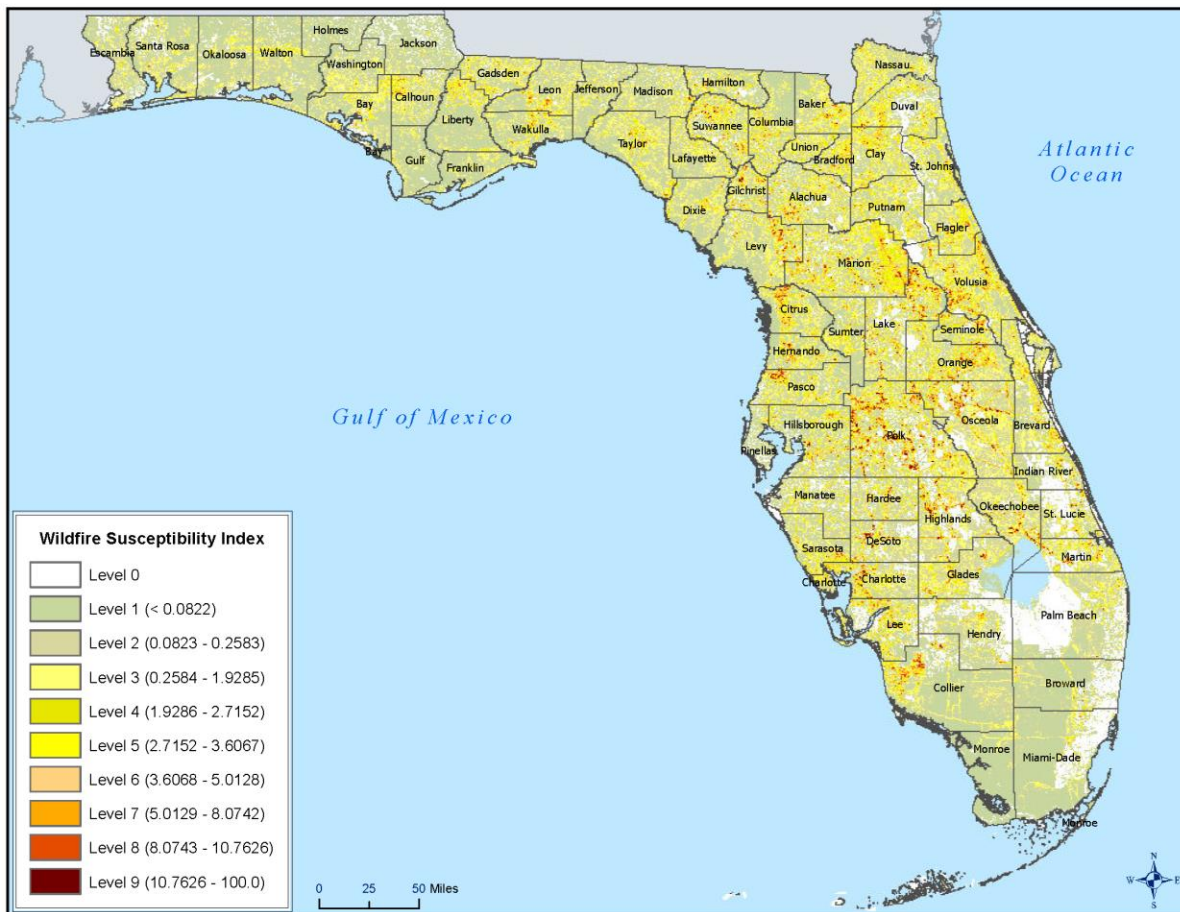 Holmes
Jackson
Escambia
Santa Rosa
Okaloosa
Walton
Washington
Nassau
Gadsden
Hamilton
Leon
Jefferson
Madison
Bay
Calhoun
Baker
Duval
Liberty
Suwannee
Columbia
Wakulla
Taylor
Union
Bradford
Clay
Atlantic
Ocean
Bay
Gulf
Franklin
Lafayette
St. Johns
Gilchrist
Alachua
Putnam
Dixie
Flagler
Levy
Marion
Volusia
Citrus
Sumter
Lake
Seminole
Hernando
Orange
Pasco
Gulf of Mexico
Osceola
Brevard
Hillsborough
Polk
Pinellas
Indian River
Manatee
Hardee
Okeechobee
Highlands
St. Lucie
DeSoto
Sarasota
Martin
Charlotte
Charlotte
Glades
Palm Beach
Lee
Hendry
Collier
Broward
Monroe
Miami-Dade
Monroe
Wildfire Susceptibility Index
Level 0
Level 1 (< 0.0822)
Level 2 (0.0823 - 0.2583)
Level 3 (0.2584 - 1.9285)
Level 4 (1.9286 - 2.7152)
Level 5 (2.7152 - 3.6067)
Level 6 (3.6068 - 5.0128)
Level 7 (5.0129 - 8.0742)
Level 8 (8.0743 - 10.7626)
Level 9 (10.7626 - 100.0)
0 25 50 Miles
N
W E
S